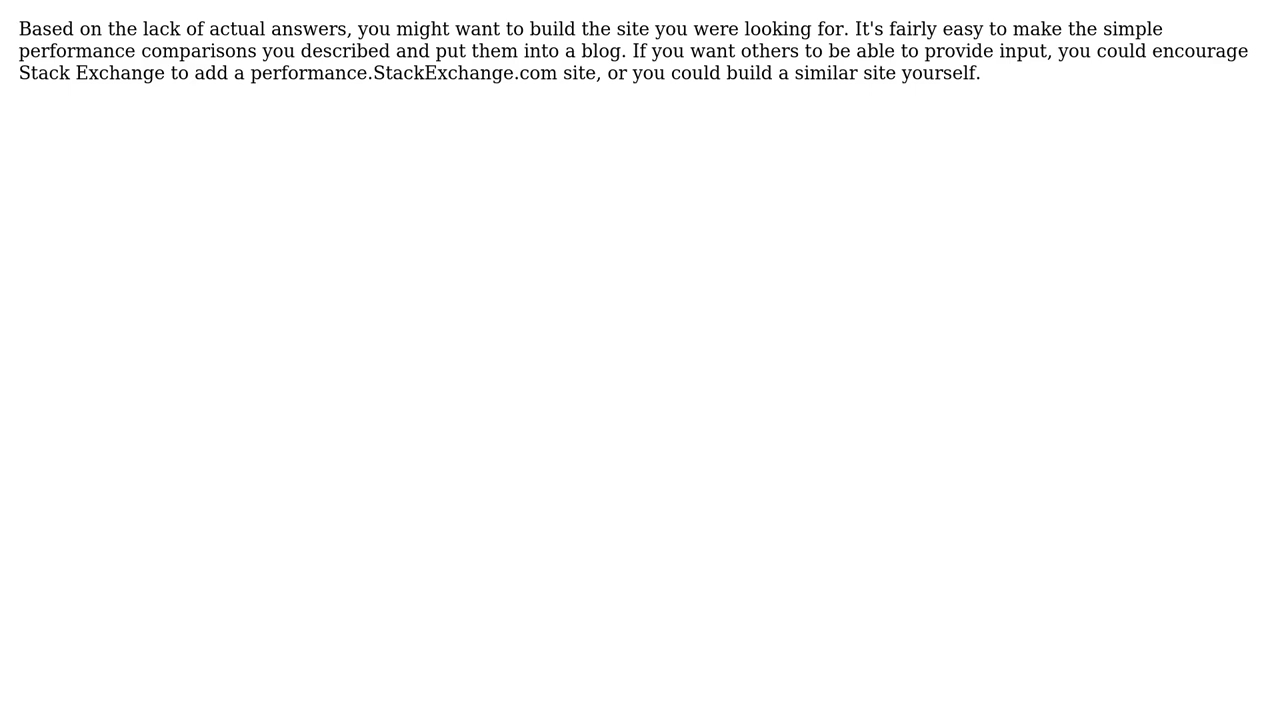 Based on the lack of actual answers, you might want to build the site you were looking for. It's fairly easy to make the simple
performance comparisons you described and put them into a blog. If you want others to be able to provide input, you could encourage
Stack Exchange to add a performance.StackExchange.com site, or you could build a similar site yourself.